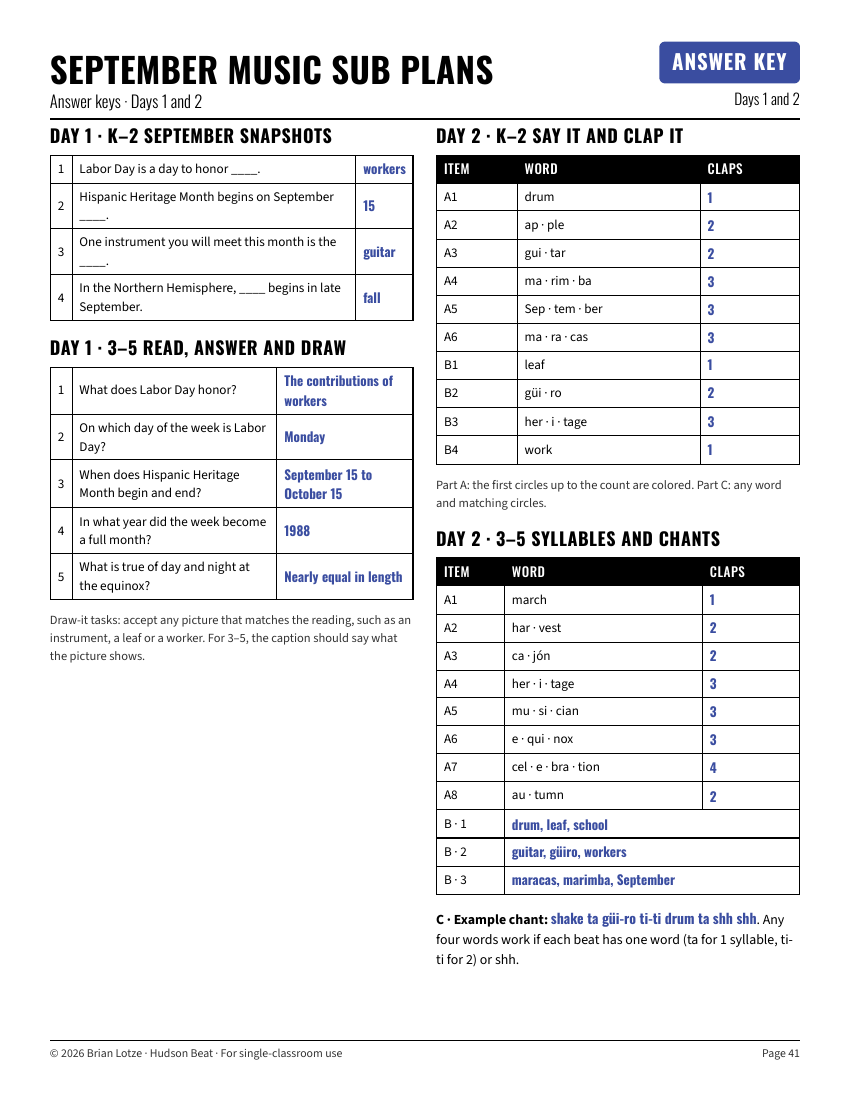 SEPTEMBER MUSIC SUB PLANS
ANSWER KEY
Answer keys · Days 1 and 2
Days 1 and 2
DAY 1 · K–2 SEPTEMBER SNAPSHOTS
1 Labor Day is a day to honor ____. workers
2 Hispanic Heritage Month begins on September
____. 15
3 One instrument you will meet this month is the
____. guitar
4 In the Northern Hemisphere, ____ begins in late
September. fall
DAY 1 · 3–5 READ, ANSWER AND DRAW
1 What does Labor Day honor? The contributions of
workers
2 On which day of the week is Labor
Day? Monday
3 When does Hispanic Heritage September 15 to
Month begin and end? October 15
4 In what year did the week become
a full month? 1988
5 What is true of day and night at
the equinox? Nearly equal in length
Draw-it tasks: accept any picture that matches the reading, such as an
instrument, a leaf or a worker. For 3–5, the caption should say what
the picture shows.
DAY 2 · K–2 SAY IT AND CLAP IT
ITEM WORD CLAPS
A1 drum 1
A2 ap · ple 2
A3 gui · tar 2
A4 ma · rim · ba 3
A5 Sep · tem · ber 3
A6 ma · ra · cas 3
B1 leaf 1
B2 güi · ro 2
B3 her · i · tage 3
B4 work 1
Part A: the first circles up to the count are colored. Part C: any word
and matching circles.
DAY 2 · 3–5 SYLLABLES AND CHANTS
ITEM WORD CLAPS
A1 march 1
A2 har · vest 2
A3 ca · jón 2
A4 her · i · tage 3
A5 mu · si · cian 3
A6 e · qui · nox 3
A7 cel · e · bra · tion 4
A8 au · tumn 2
B · 1 drum, leaf, school
B · 2 guitar, güiro, workers
B · 3 maracas, marimba, September
C · Example chant: shake ta güi-ro ti-ti drum ta shh shh. Any
four words work if each beat has one word (ta for 1 syllable, ti-
ti for 2) or shh.
© 2026 Brian Lotze · Hudson Beat · For single-classroom use
Page 41